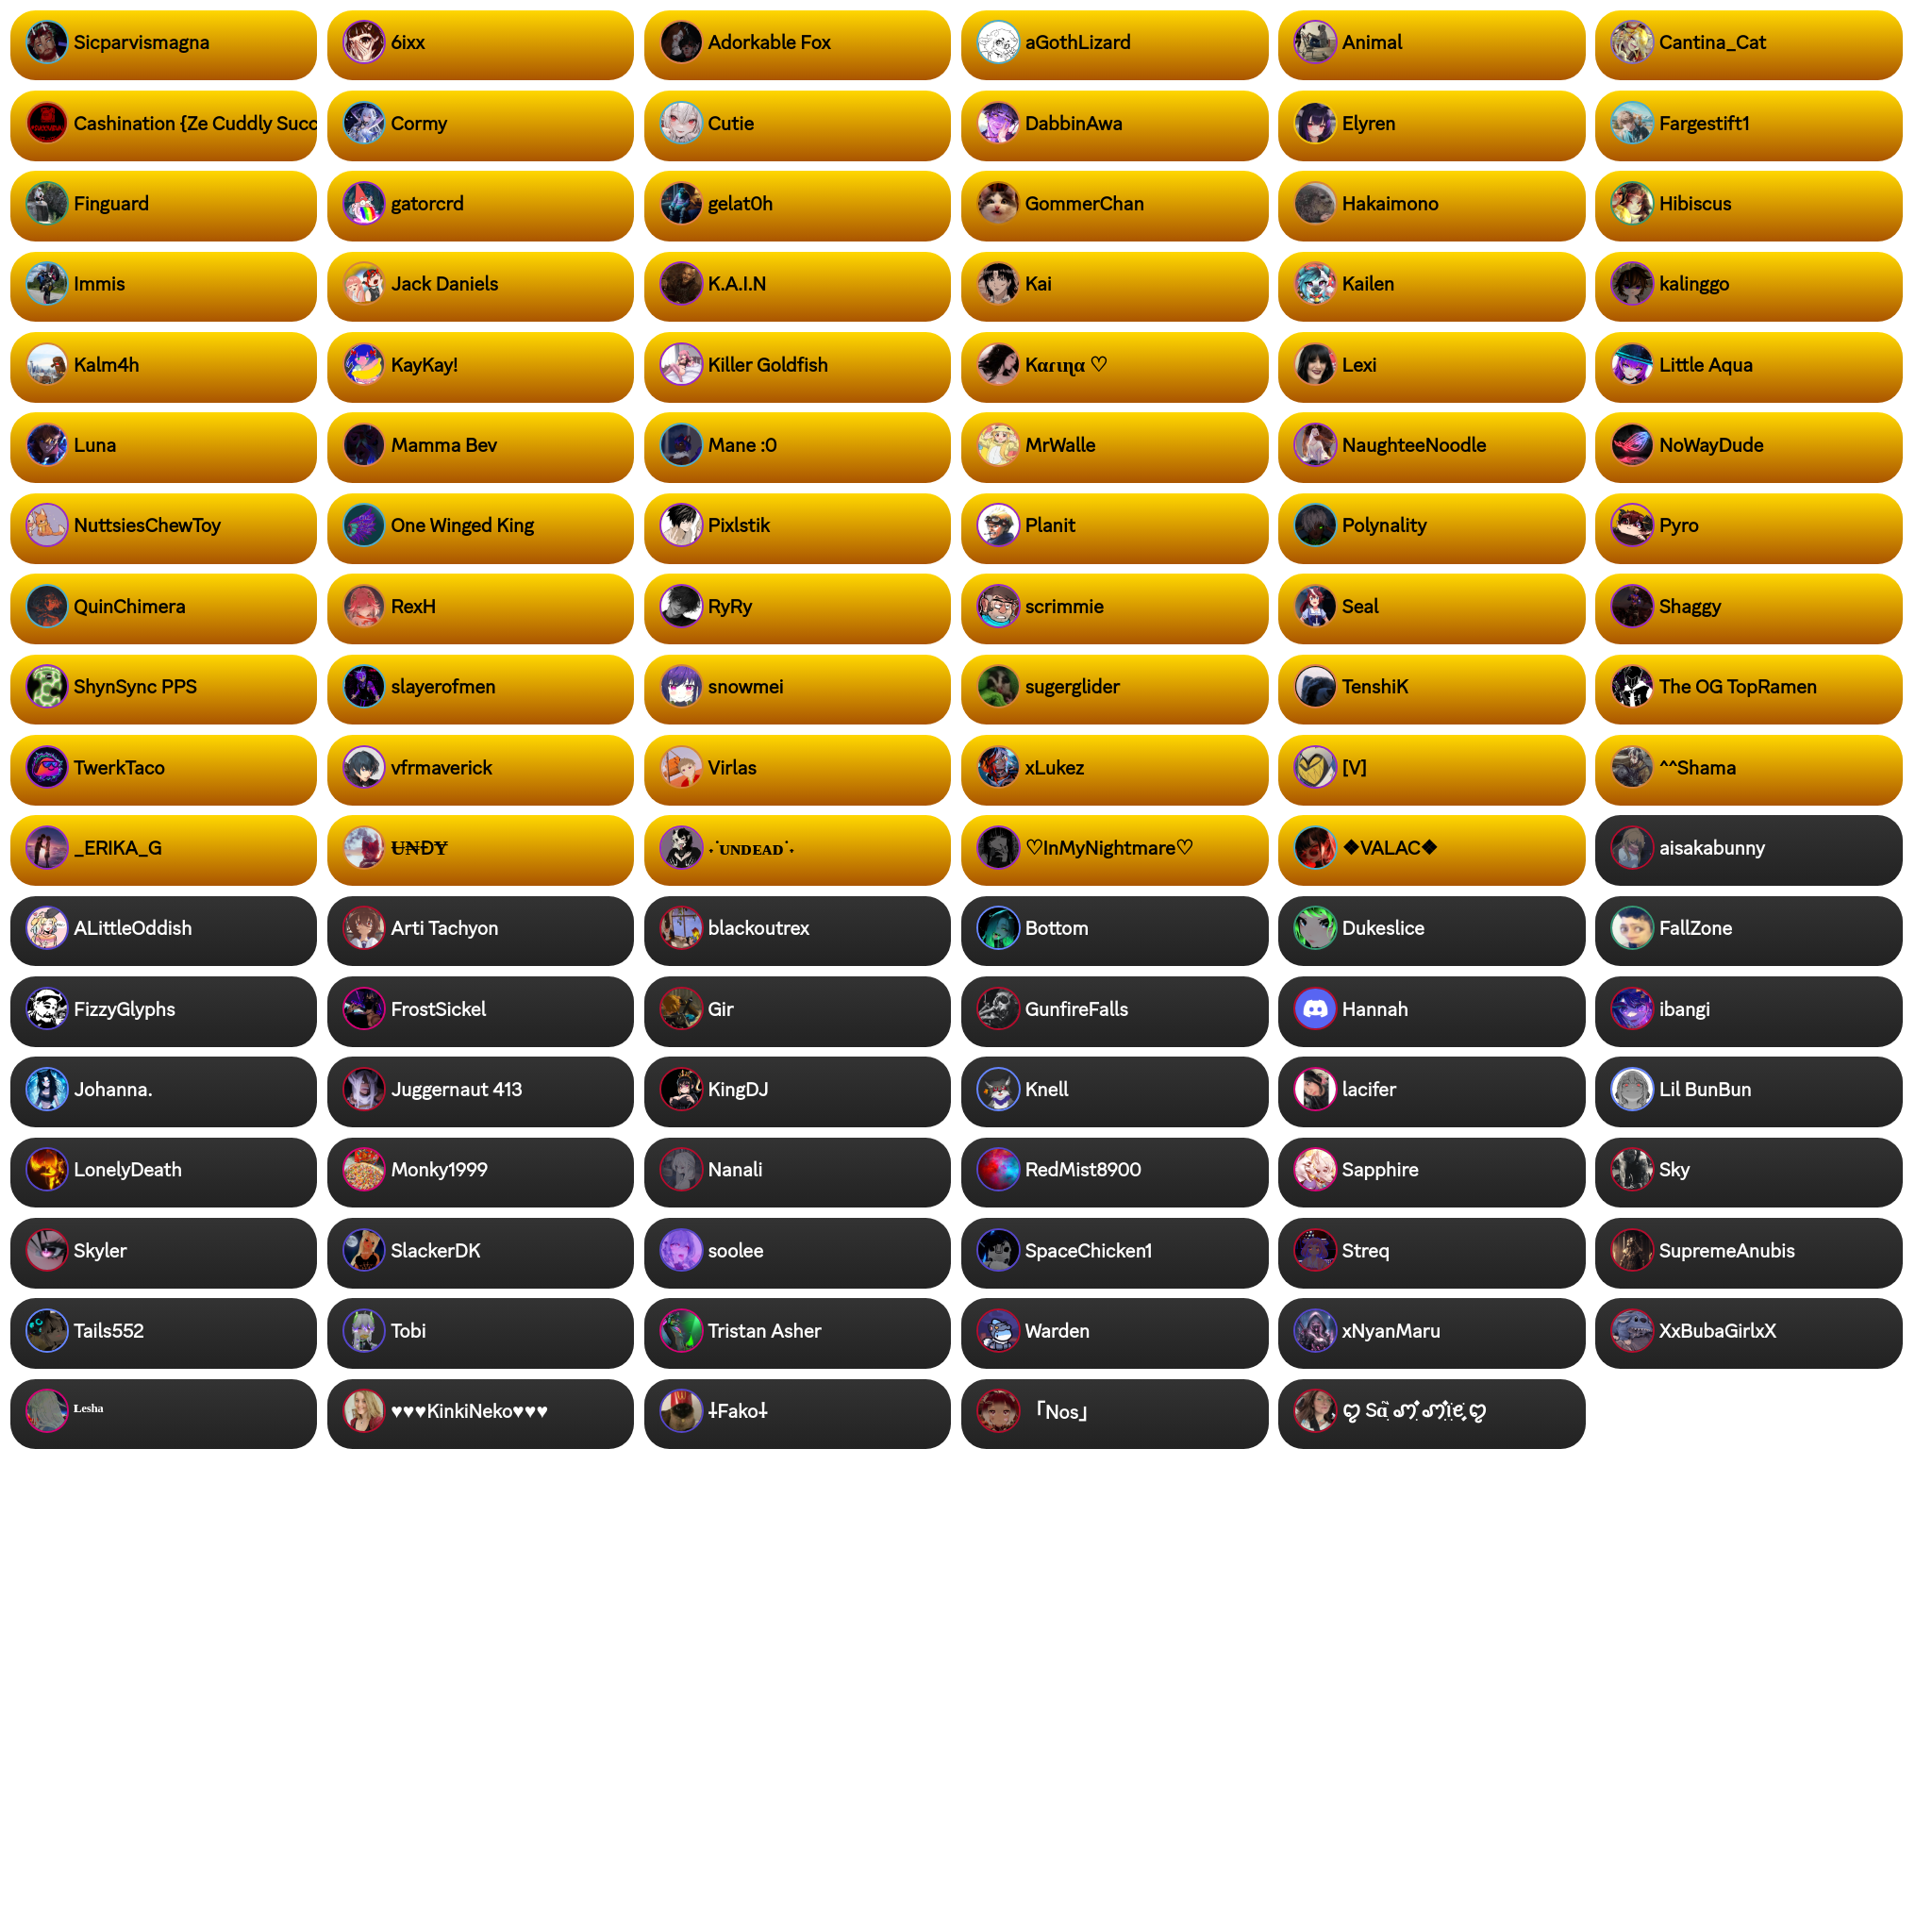 Sicparvismagna
6ixx
Adorkable Fox
aGothLizard
Animal
Cantina_Cat
Cashination {Ze Cuddly Succ
Cormy
Cutie
DabbinAwa
Elyren
Fargestift1
Finguard
gatorcrd
gelat0h
GommerChan
Hakaimono
Hibiscus
Immis
Jack Daniels
K.A.I.N
Kai
Kailen
kalinggo
Kalm4h
KayKay!
Killer Goldfish
Kαɾιɳα ♡
Lexi
Little Aqua
Luna
Mamma Bev
Mane :0
MrWalle
NaughteeNoodle
NoWayDude
NuttsiesChewToy
One Winged King
Pixlstik
Planit
Polynality
Pyro
QuinChimera
RexH
RyRy
scrimmie
Seal
Shaggy
ShynSync PPS
slayerofmen
snowmei
sugerglider
TenshiK
The OG TopRamen
TwerkTaco
vfrmaverick
Virlas
xLukez
[V]
^^Shama
_ERIKA_G
U̶N̶ĐɎ
˖˙ᴜɴᴅᴇᴀᴅ˙˖
♡InMyNightmare♡
❖VALAC❖
aisakabunny
ALittleOddish
Arti Tachyon
blackoutrex
Bottom
Dukeslice
FallZone
FizzyGlyphs
FrostSickel
Gir
GunfireFalls
Hannah
ibangi
Johanna.
Juggernaut 413
KingDJ
Knell
lacifer
Lil BunBun
LonelyDeath
Monky1999
Nanali
RedMist8900
Sapphire
Sky
Skyler
SlackerDK
soolee
SpaceChicken1
Streq
SupremeAnubis
Tails552
Tobi
Tristan Asher
Warden
xNyanMaru
XxBubaGirlxX
ᴸᵉˢʰᵃ
♥♥♥KinkiNeko♥♥♥
⸸Fako⸸
「Nos」